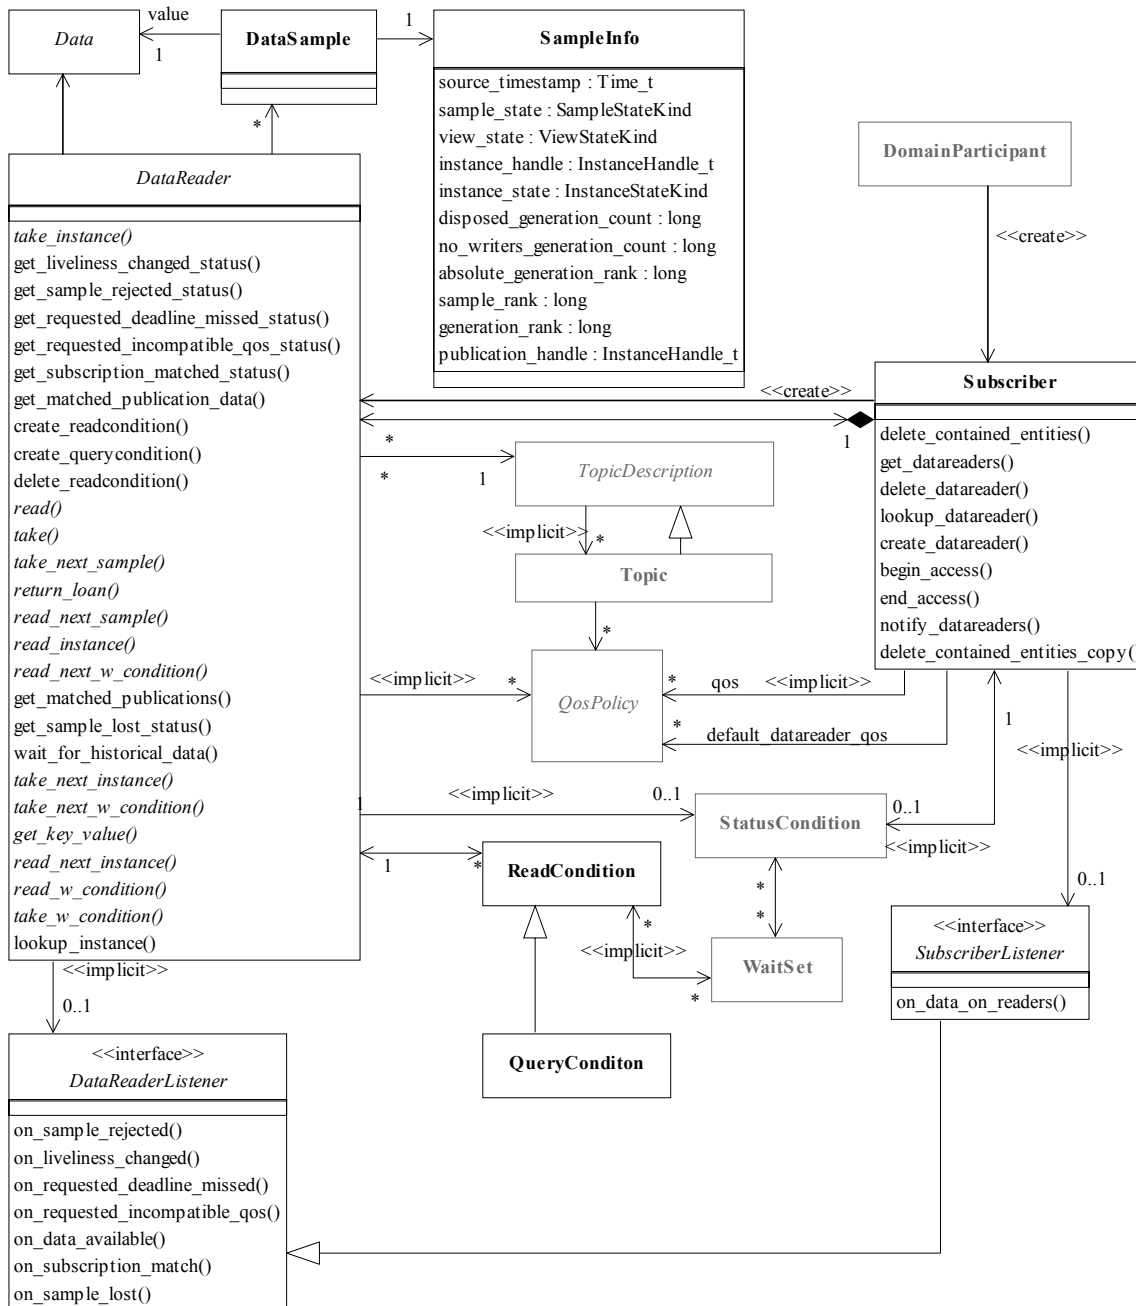 value
1
1
Data
DataSample
SampleInfo
source_timestamp : Time_t
sample_state : SampleStateKind
view_state : ViewStateKind
instance_handle : InstanceHandle_t
instance_state : InstanceStateKind
disposed_generation_count : long
no_writers_generation_count : long
absolute_generation_rank : long
sample_rank : long
generation_rank : long
publication_handle : InstanceHandle_t
*
DataReader
take_instance()
get_liveliness_changed_status()
get_sample_rejected_status()
get_requested_deadline_missed_status()
get_requested_incompatible_qos_status()
get_subscription_matched_status()
get_matched_publication_data()
create_readcondition()
create_querycondition()
delete_readcondition()
read()
take()
take_next_sample()
return_loan()
read_next_sample()
read_instance()
read_next_w_condition()
get_matched_publications()
get_sample_lost_status()
wait_for_historical_data()
take_next_instance()
take_next_w_condition()
get_key_value()
read_next_instance()
read_w_condition()
take_w_condition()
lookup_instance()
DomainParticipant
<<create>>
Subscriber
delete_contained_entities()
get_datareaders()
delete_datareader()
lookup_datareader()
create_datareader()
begin_access()
end_access()
notify_datareaders()
delete_contained_entities_copy()
<<create>>
*
1
*
1
TopicDescription
<<implicit>>
*
Topic
*
<<implicit>>
*
QosPolicy
*
qos
<<implicit>>
*
default_datareader_qos
1
<<implicit>>
0..1
StatusCondition
0..1
<<implicit>>
1
<<implicit>>
0..1
1
*
ReadCondition
*
*
*
<<implicit>>
*
WaitSet
QueryConditon
<<interface>>
SubscriberListener
on_data_on_readers()
<<implicit>>
0..1
<<interface>>
DataReaderListener
on_sample_rejected()
on_liveliness_changed()
on_requested_deadline_missed()
on_requested_incompatible_qos()
on_data_available()
on_subscription_match()
on_sample_lost()